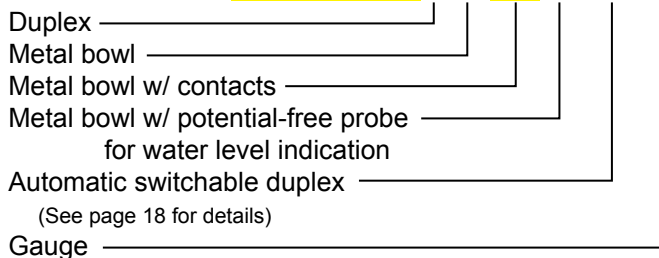 Duplex
Metal bowl
Metal bowl w/ contacts
Metal bowl w/ potential-free probe
for water level indication
Automatic switchable duplex
(See page 18 for details)
Gauge